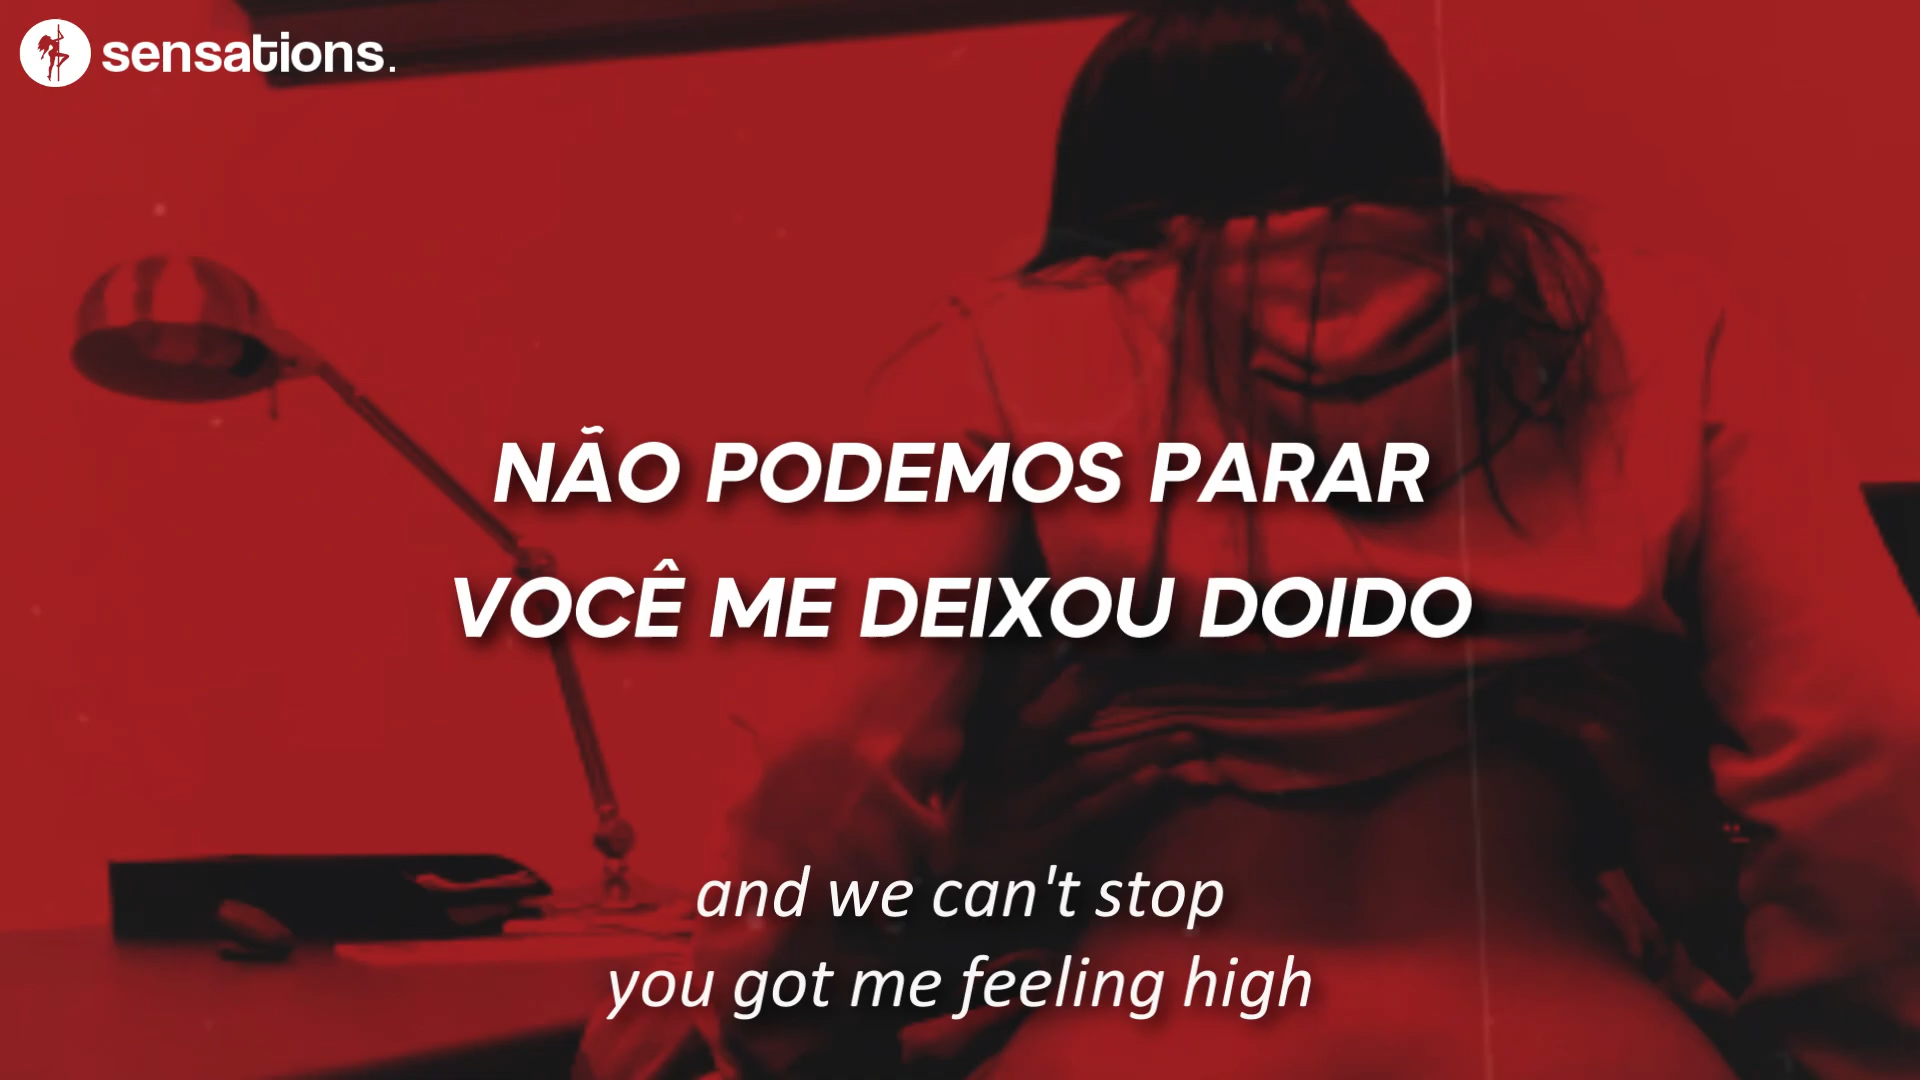 sensations.
NÃO PODEMOS PARAR
VOCÊ ME DEIXOU DOIDO
and we can't stop
you got me feeling high